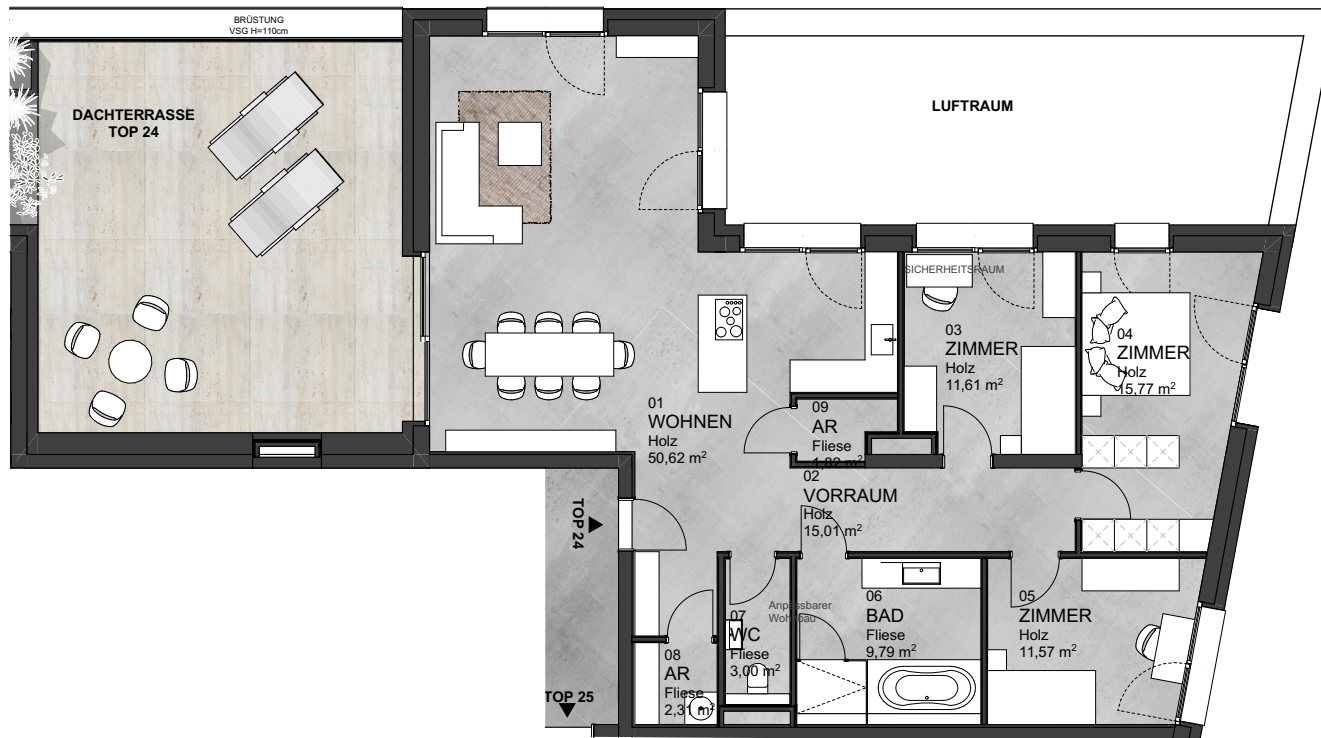 BRÜSTUNG
VSG H=110cm
DACHTERRASSE
TOP 24
LUFTRAUM
SICHERHEITSRAUM
03
ZIMMER
Holz
11,61 m²
04
ZIMMER
Holz
15,77 m²
01
WOHNEN
Holz
50,62 m²
09
AR
Fliese
1,82 m²
02
VORRAUM
Holz
15,01 m²
TOP 24
Anpassbarer
Wohnbau
06
BAD
Fliese
9,79 m²
05
ZIMMER
Holz
11,57 m²
07
WC
Fliese
3,00 m²
08
AR
Fliese
2,31 m²
TOP 25